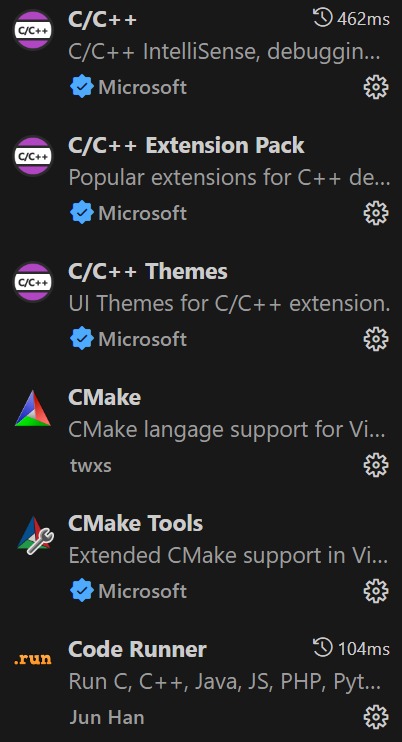 C/C++
C/C++ 462ms
C/C++ IntelliSense, debuggin...
Microsoft
C/C++
C/C++ Extension Pack
Popular extensions for C++ de...
Microsoft
C/C++
C/C++ Themes
UI Themes for C/C++ extension.
Microsoft
CMake
CMake langage support for Vi...
twxs
CMake Tools
Extended CMake support in Vi...
Microsoft
.run
Code Runner 104ms
Run C, C++, Java, JS, PHP, Pyt...
Jun Han